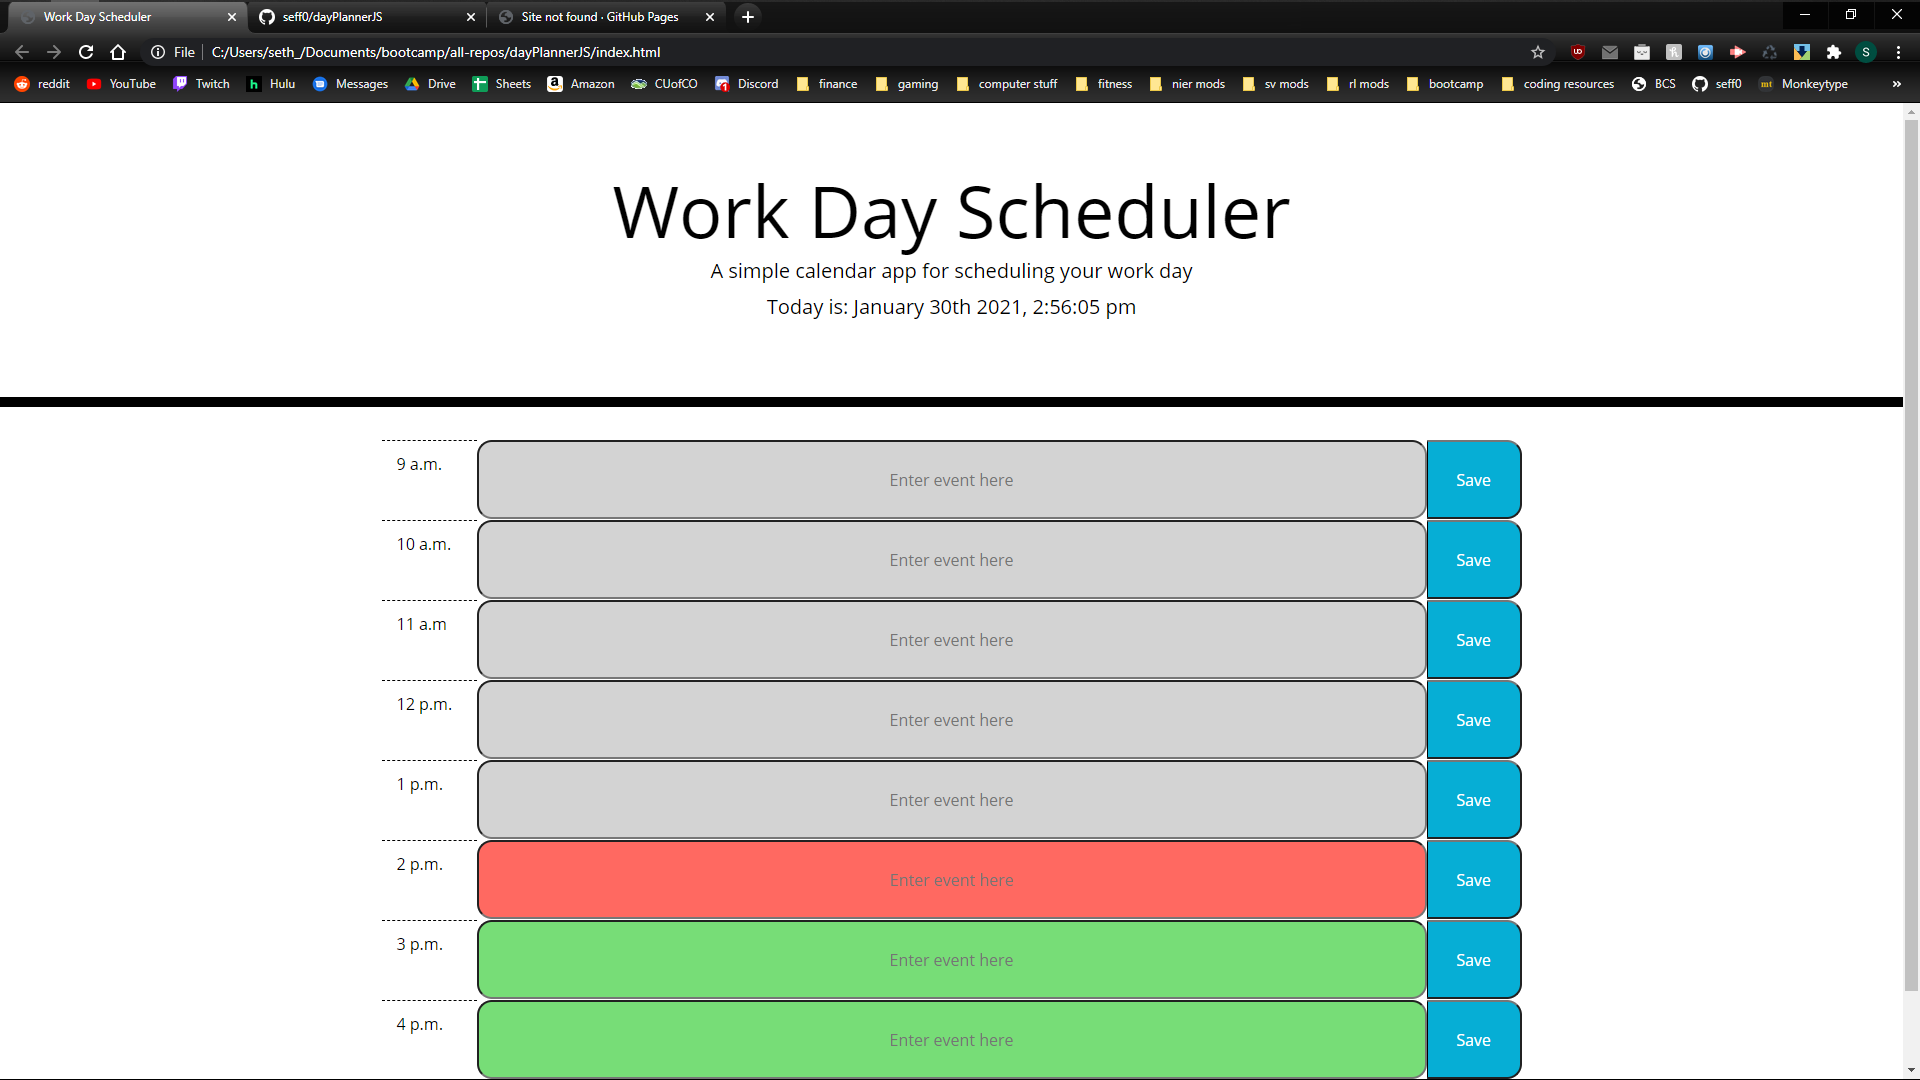 Work Day Scheduler
seff0/dayPlannerJS
Site not found · GitHub Pages
File C:/Users/seth_/Documents/bootcamp/all-repos/dayPlannerJS/index.html
S
reddit YouTube Twitch Hulu Messages Drive Sheets Amazon CUofCO Discord finance gaming computer stuff fitness nier mods sv mods rl mods bootcamp coding resources BCS seff0 mt Monkeytype »
Work Day Scheduler
A simple calendar app for scheduling your work day
Today is: January 30th 2021, 2:56:05 pm
9 a.m. Enter event here Save
10 a.m. Enter event here Save
11 a.m Enter event here Save
12 p.m. Enter event here Save
1 p.m. Enter event here Save
2 p.m. Enter event here Save
3 p.m. Enter event here Save
4 p.m. Enter event here Save